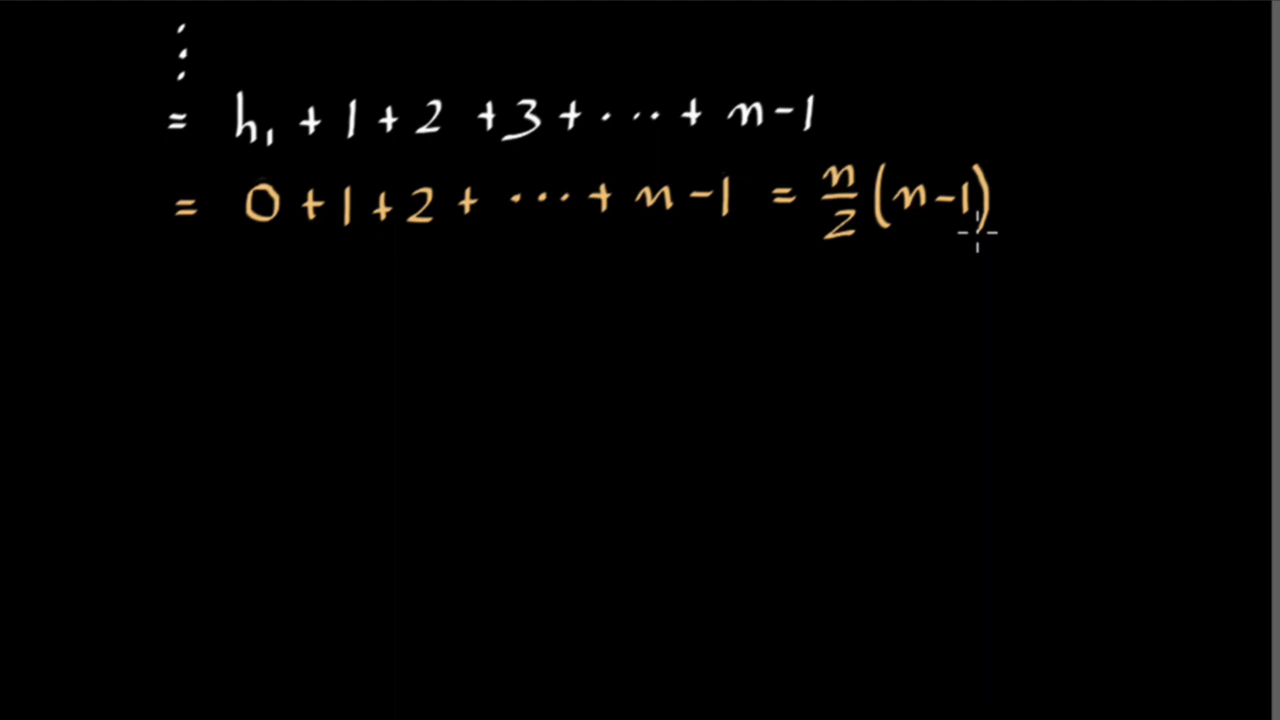 ⋮
= h₁ + 1 + 2 + 3 + ... + n-1
= 0 + 1 + 2 + ... + n-1 = n/2 (n-1)